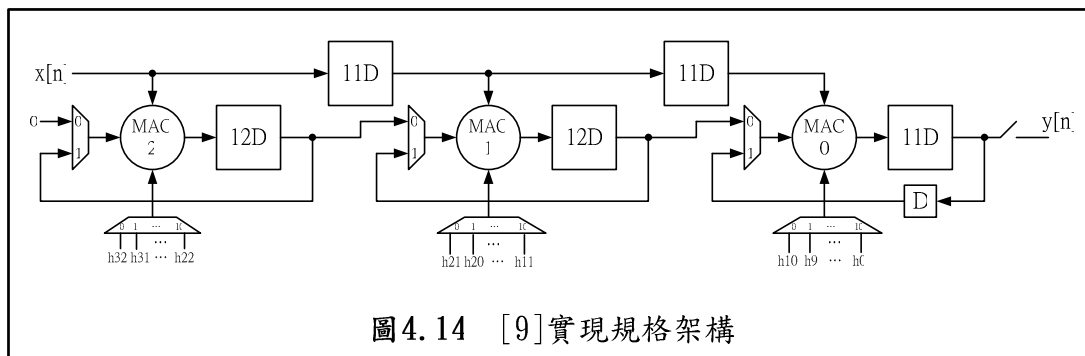 11D 11D
x[n]
0 0 1 MAC 2 12D 0 1 MAC 1 12D 0 1 MAC 0 11D y[n]
D
0 1 … 10 0 1 … 10 0 1 … 10
h32 h31 … h22 h21 h20 … h11 h10 h9 … h0
圖4.14 [9]實現規格架構